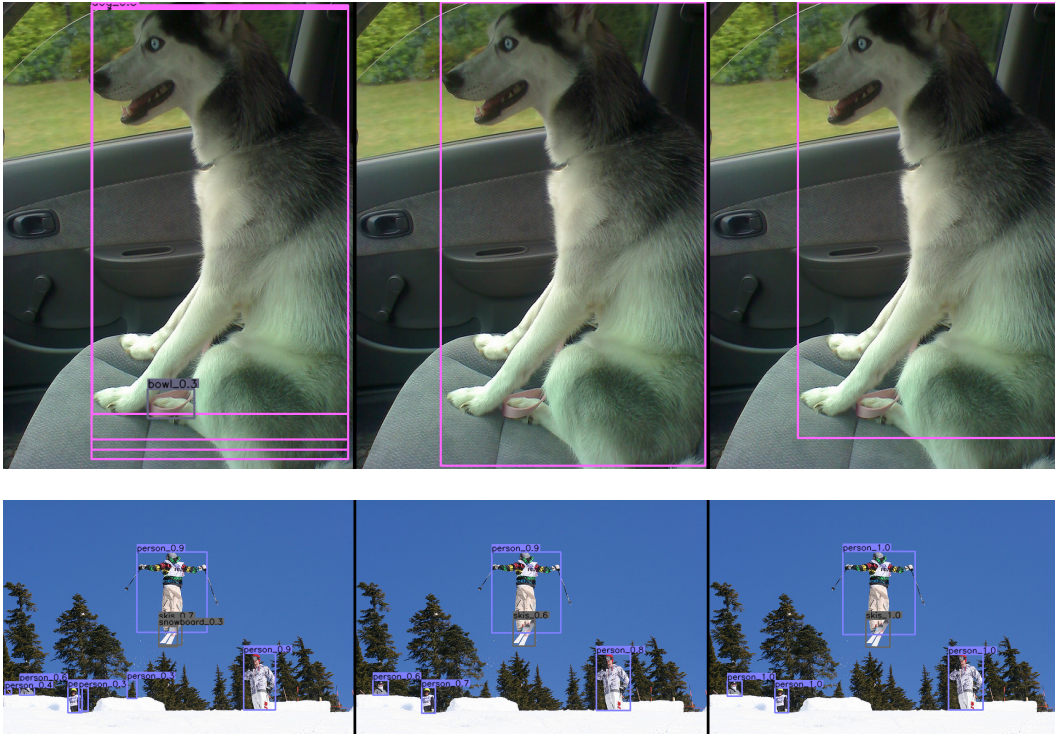 bowl_0.3
person_0.9
skis_0.7
snowboard_0.3
person_0.9
person_0.6
person_0.4
person_0.3
person_0.3
person_0.9
skis_0.6
person_0.8
person_0.6
person_0.7
person_1.0
skis_1.0
person_1.0
person_1.0
person_1.0